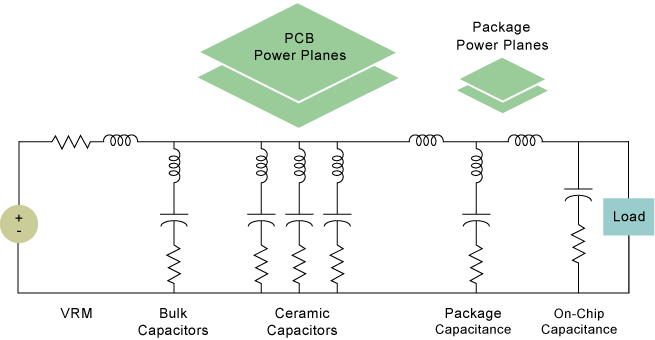 PCB
Power Planes
Package
Power Planes
+
-
Load
VRM
Bulk
Capacitors
Ceramic
Capacitors
Package
Capacitance
On-Chip
Capacitance